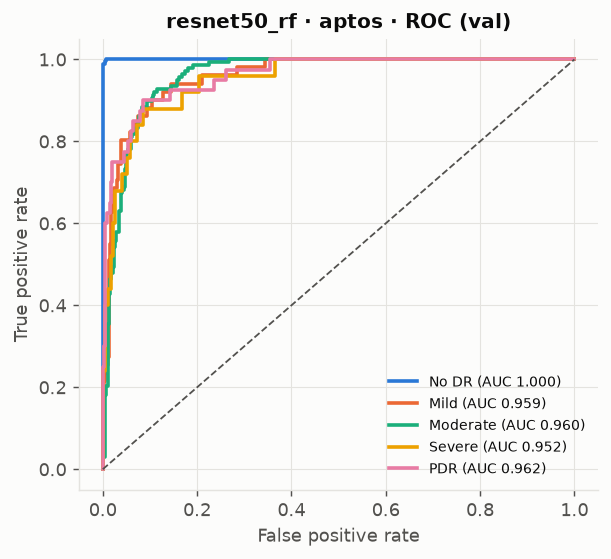 resnet50_rf · aptos · ROC (val)
1.0
0.8
0.6
0.4
0.2
0.0
True positive rate
No DR (AUC 1.000)
Mild (AUC 0.959)
Moderate (AUC 0.960)
Severe (AUC 0.952)
PDR (AUC 0.962)
0.0 0.2 0.4 0.6 0.8 1.0
False positive rate